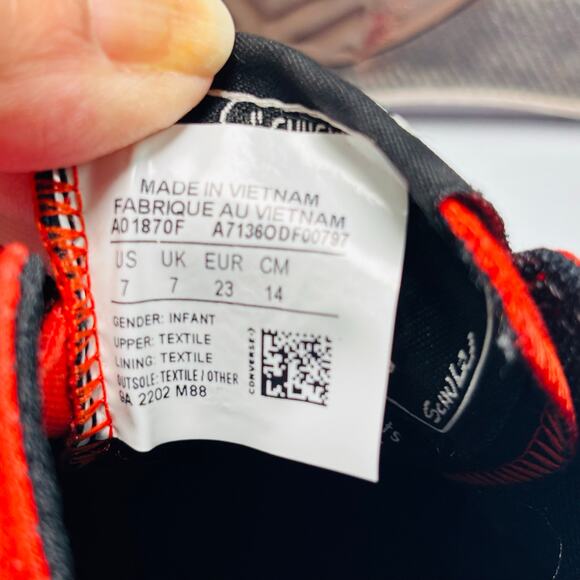 MADE IN VIETNAM
FABRIQUE AU VIETNAM
A01870F A7136ODF00797
US UK EUR CM
7 7 23 14
GENDER: INFANT
UPPER: TEXTILE
LINING: TEXTILE
OUTSOLE: TEXTILE / OTHER
GA 2202 M88
CONVERSE